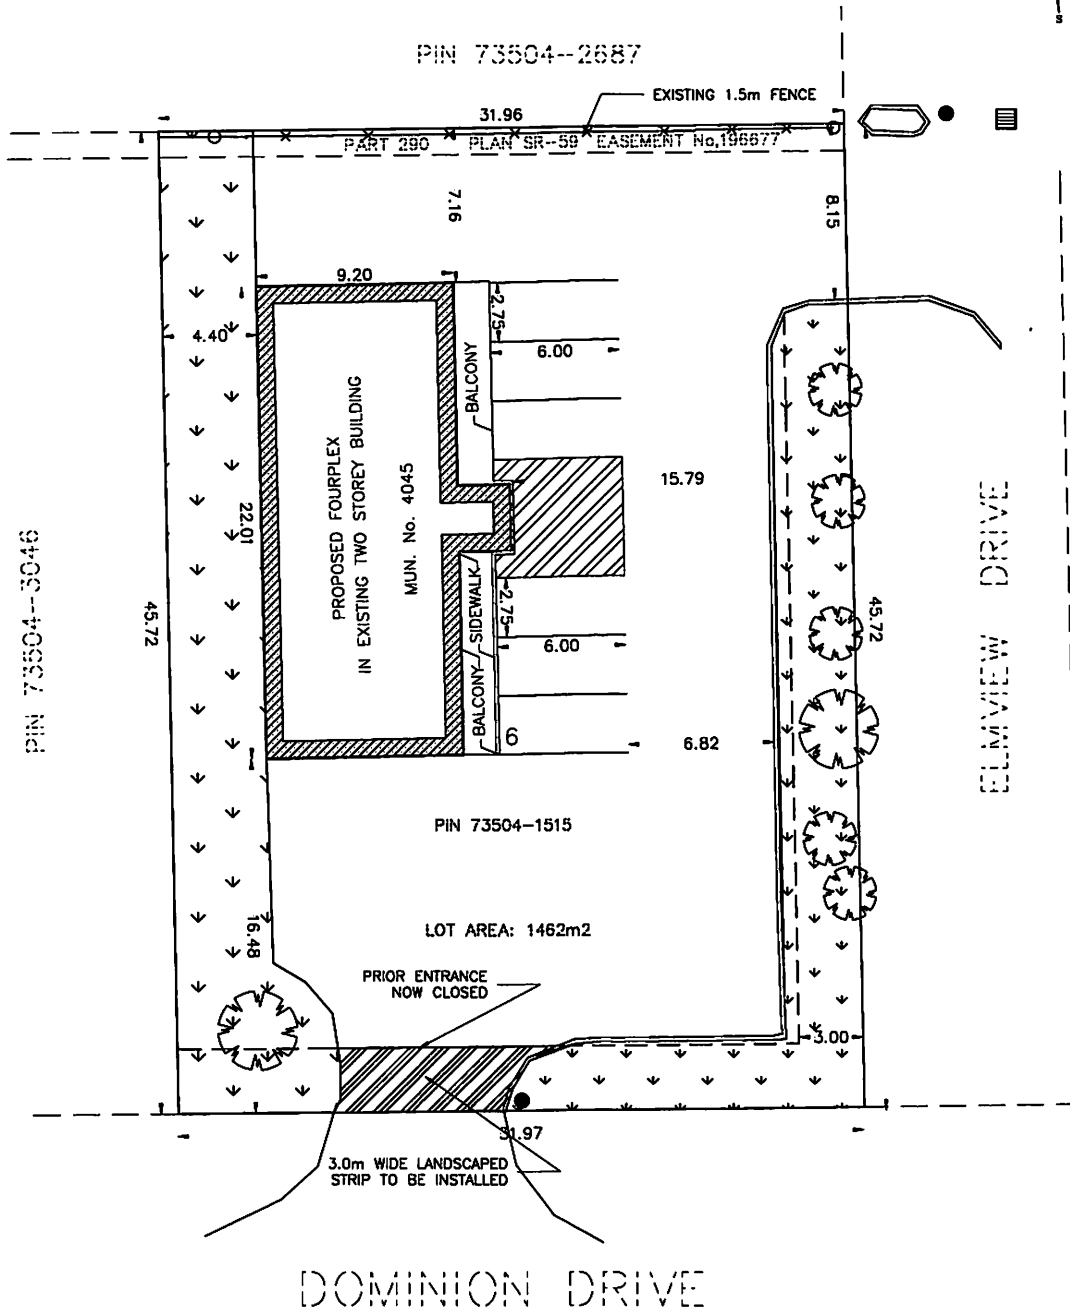 PIN 73504--2687
EXISTING 1.5m FENCE
31.96
PART 290 PLAN SR--59 EASEMENT No,196677
7.16
8.15
9.20
2.75
4.40
6.00
BALCONY
PROPOSED FOURPLEX
IN EXISTING TWO STOREY BUILDING
MUN. No. 4045
15.79
22.01
PIN 73504--3046
45.72
2.75
SIDEWALK
6.00
BALCONY
6
6.82
45.72
ELMVIEW DRIVE
PIN 73504-1515
16.48
LOT AREA: 1462m2
PRIOR ENTRANCE
NOW CLOSED
3.00
31.97
3.0m WIDE LANDSCAPED
STRIP TO BE INSTALLED
DOMINION DRIVE